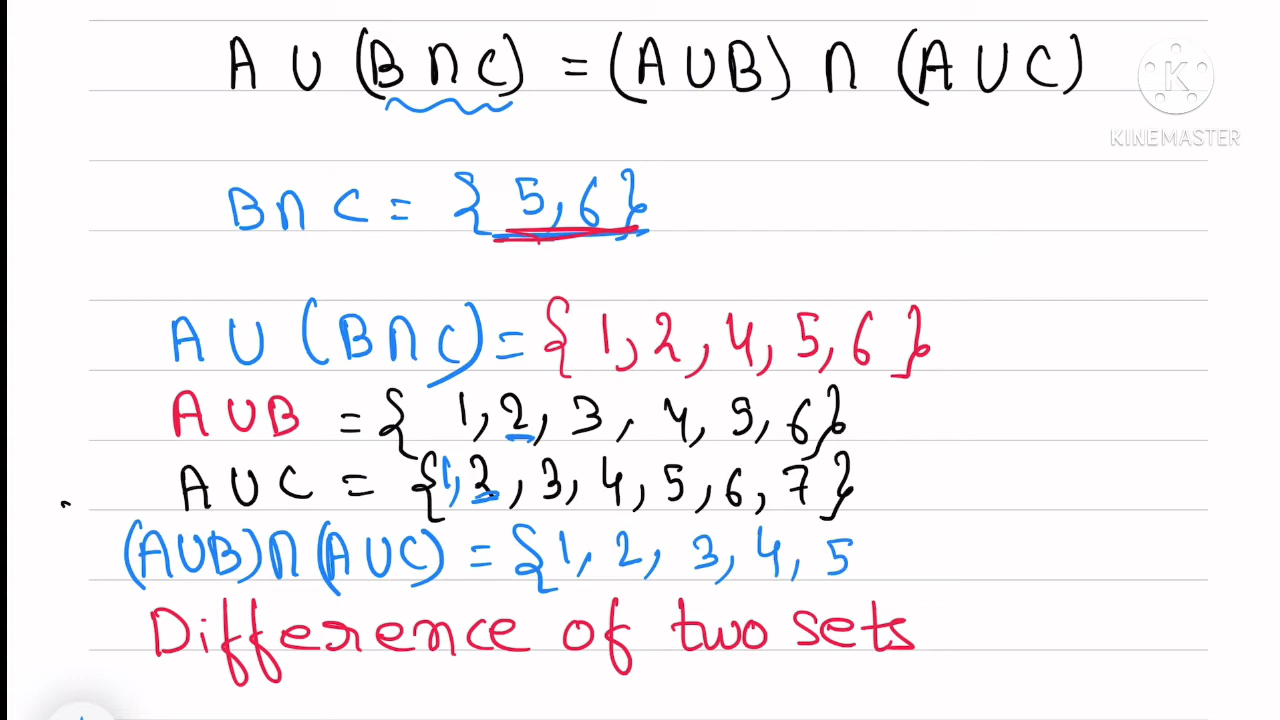 A ∪ (B ∩ C) = (A ∪ B) ∩ (A ∪ C)
KINEMASTER
B ∩ C = { 5, 6 }
A ∪ (B ∩ C) = { 1, 2, 4, 5, 6 }
A ∪ B = { 1, 2, 3, 4, 5, 6 }
A ∪ C = { 1, 2, 3, 4, 5, 6, 7 }
(A ∪ B) ∩ (A ∪ C) = { 1, 2, 3, 4, 5
Difference of two sets